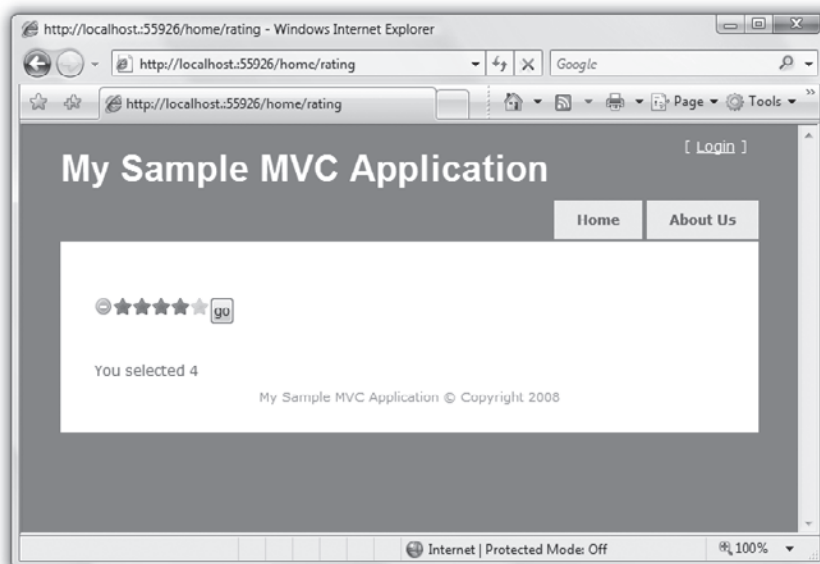 http://localhost.:55926/home/rating - Windows Internet Explorer
http://localhost.:55926/home/rating
Google
http://localhost.:55926/home/rating
Page
Tools
[ Login ]
My Sample MVC Application
Home
About Us
go
You selected 4
My Sample MVC Application © Copyright 2008
Internet | Protected Mode: Off
100%